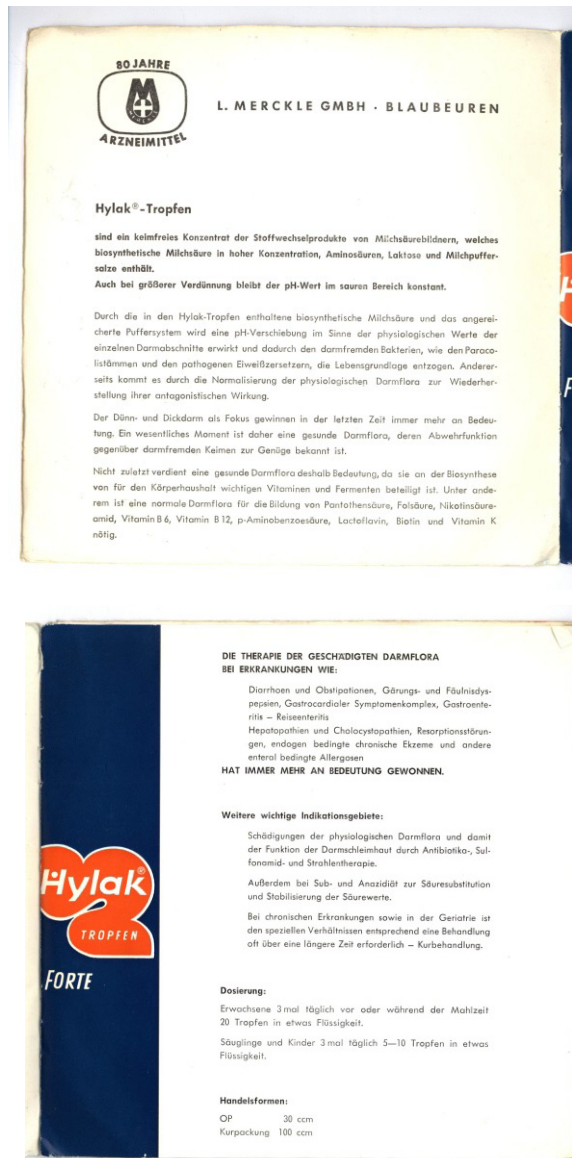 80 JAHRE
M
MERCKLE
ARZNEIMITTEL
L. MERCKLE GMBH · BLAUBEUREN
Hylak®-Tropfen
sind ein keimfreies Konzentrat der Stoffwechselprodukte von Milchsäurebildnern, welches
biosynthetische Milchsäure in hoher Konzentration, Aminosäuren, Laktose und Milchpuffer-
salze enthält.
Auch bei größerer Verdünnung bleibt der pH-Wert im sauren Bereich konstant.
Durch die in den Hylak-Tropfen enthaltene biosynthetische Milchsäure und das angerei-
cherte Puffersystem wird eine pH-Verschiebung im Sinne der physiologischen Werte der
einzelnen Darmabschnitte erwirkt und dadurch den darmfremden Bakterien, wie den Paraco-
listämmen und den pathogenen Eiweißzersetzern, die Lebensgrundlage entzogen. Anderer-
seits kommt es durch die Normalisierung der physiologischen Darmflora zur Wiederher-
stellung ihrer antagonistischen Wirkung.
Der Dünn- und Dickdarm als Fokus gewinnen in der letzten Zeit immer mehr an Bedeu-
tung. Ein wesentliches Moment ist daher eine gesunde Darmflora, deren Abwehrfunktion
gegenüber darmfremden Keimen zur Genüge bekannt ist.
Nicht zuletzt verdient eine gesunde Darmflora deshalb Bedeutung, da sie an der Biosynthese
von für den Körperhaushalt wichtigen Vitaminen und Fermenten beteiligt ist. Unter ande-
rem ist eine normale Darmflora für die Bildung von Pantothensäure, Folsäure, Nikotinsäure-
amid, Vitamin B 6, Vitamin B 12, p-Aminobenzoesäure, Lactoflavin, Biotin und Vitamin K
nötig.
DIE THERAPIE DER GESCHÄDIGTEN DARMFLORA
BEI ERKRANKUNGEN WIE:
Diarrhoen und Obstipationen, Gärungs- und Fäulnisdys-
pepsien, Gastrocardialer Symptomenkomplex, Gastroente-
ritis – Reiseenteritis
Hepatopathien und Cholocystopathien, Resorptionsstörun-
gen, endogen bedingte chronische Ekzeme und andere
enteral bedingte Allergosen
HAT IMMER MEHR AN BEDEUTUNG GEWONNEN.
Weitere wichtige Indikationsgebiete:
Schädigungen der physiologischen Darmflora und damit
der Funktion der Darmschleimhaut durch Antibiotika-, Sul-
fonamid- und Strahlentherapie.
Außerdem bei Sub- und Anazidiät zur Säuresubstitution
und Stabilisierung der Säurewerte.
Bei chronischen Erkrankungen sowie in der Geriatrie ist
den speziellen Verhältnissen entsprechend eine Behandlung
oft über eine längere Zeit erforderlich – Kurbehandlung.
Hylak®
TROPFEN
FORTE
Dosierung:
Erwachsene 3 mal täglich vor oder während der Mahlzeit
20 Tropfen in etwas Flüssigkeit.
Säuglinge und Kinder 3 mal täglich 5—10 Tropfen in etwas
Flüssigkeit.
Handelsformen:
OP 30 ccm
Kurpackung 100 ccm